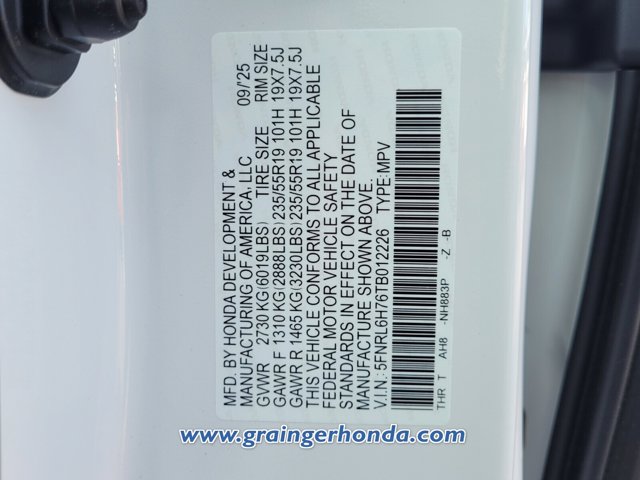 MFD. BY HONDA DEVELOPMENT &
MANUFACTURING OF AMERICA, LLC 09/'25
GVWR 2730 KG(6019LBS) TIRE SIZE RIM SIZE
GAWR F 1310 KG(2888LBS)235/55R19 101H 19X7.5J
GAWR R 1465 KG(3230LBS)235/55R19 101H 19X7.5J
THIS VEHICLE CONFORMS TO ALL APPLICABLE
FEDERAL MOTOR VEHICLE SAFETY
STANDARDS IN EFFECT ON THE DATE OF
MANUFACTURE SHOWN ABOVE.
V.I.N.:5FNRL6H76TB012226 TYPE:MPV
THR T AH8 -NH883P -Z -B
www.graingerhonda.com